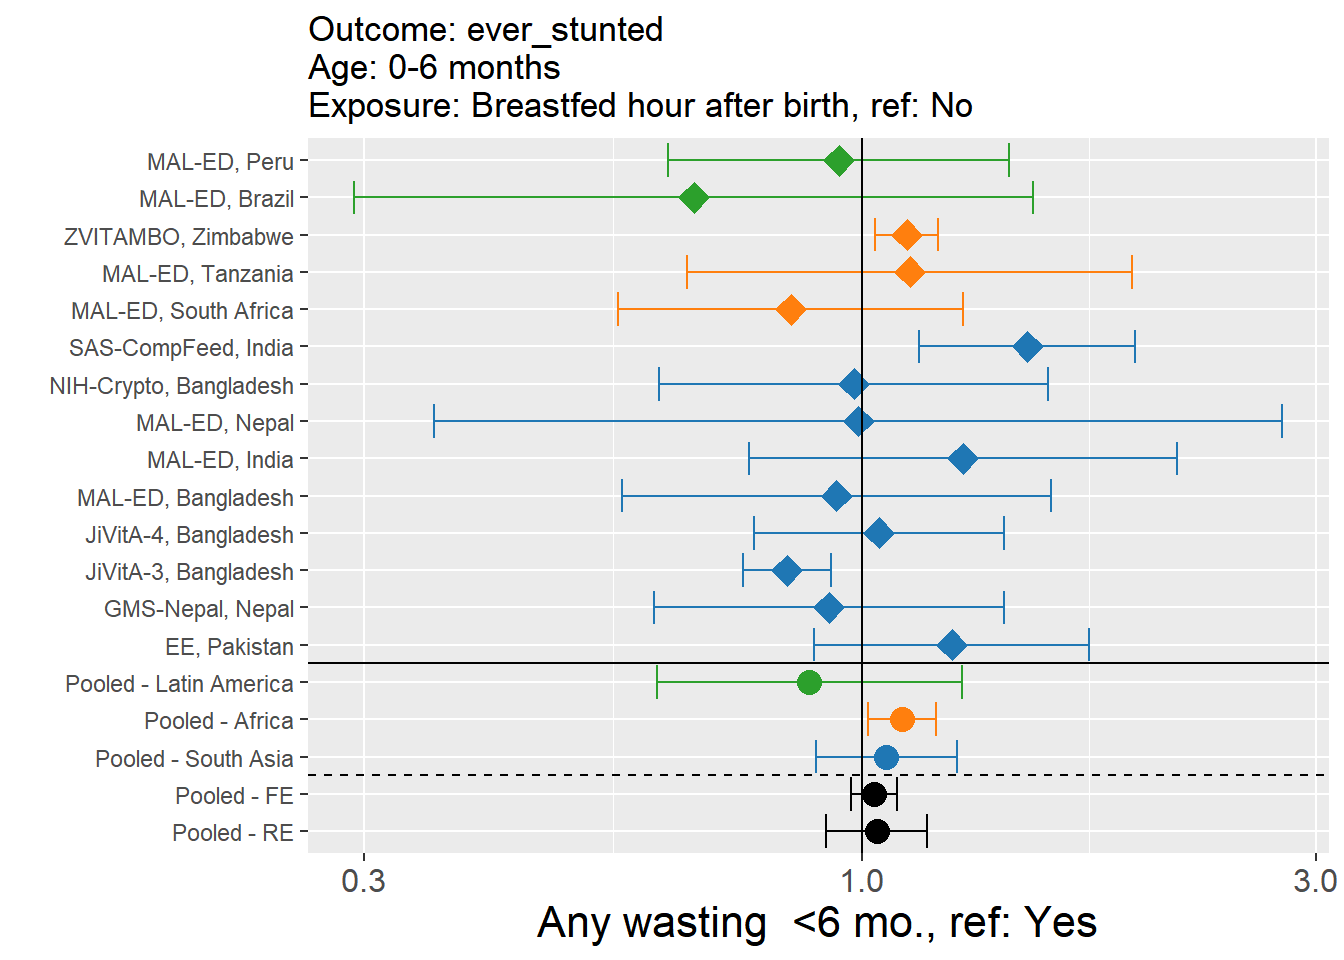 Outcome: ever_stunted
Age: 0-6 months
Exposure: Breastfed hour after birth, ref: No
MAL-ED, Peru
MAL-ED, Brazil
ZVITAMBO, Zimbabwe
MAL-ED, Tanzania
MAL-ED, South Africa
SAS-CompFeed, India
NIH-Crypto, Bangladesh
MAL-ED, Nepal
MAL-ED, India
MAL-ED, Bangladesh
JiVitA-4, Bangladesh
JiVitA-3, Bangladesh
GMS-Nepal, Nepal
EE, Pakistan
Pooled - Latin America
Pooled - Africa
Pooled - South Asia
Pooled - FE
Pooled - RE
0.3 1.0 3.0
Any wasting  <6 mo., ref: Yes